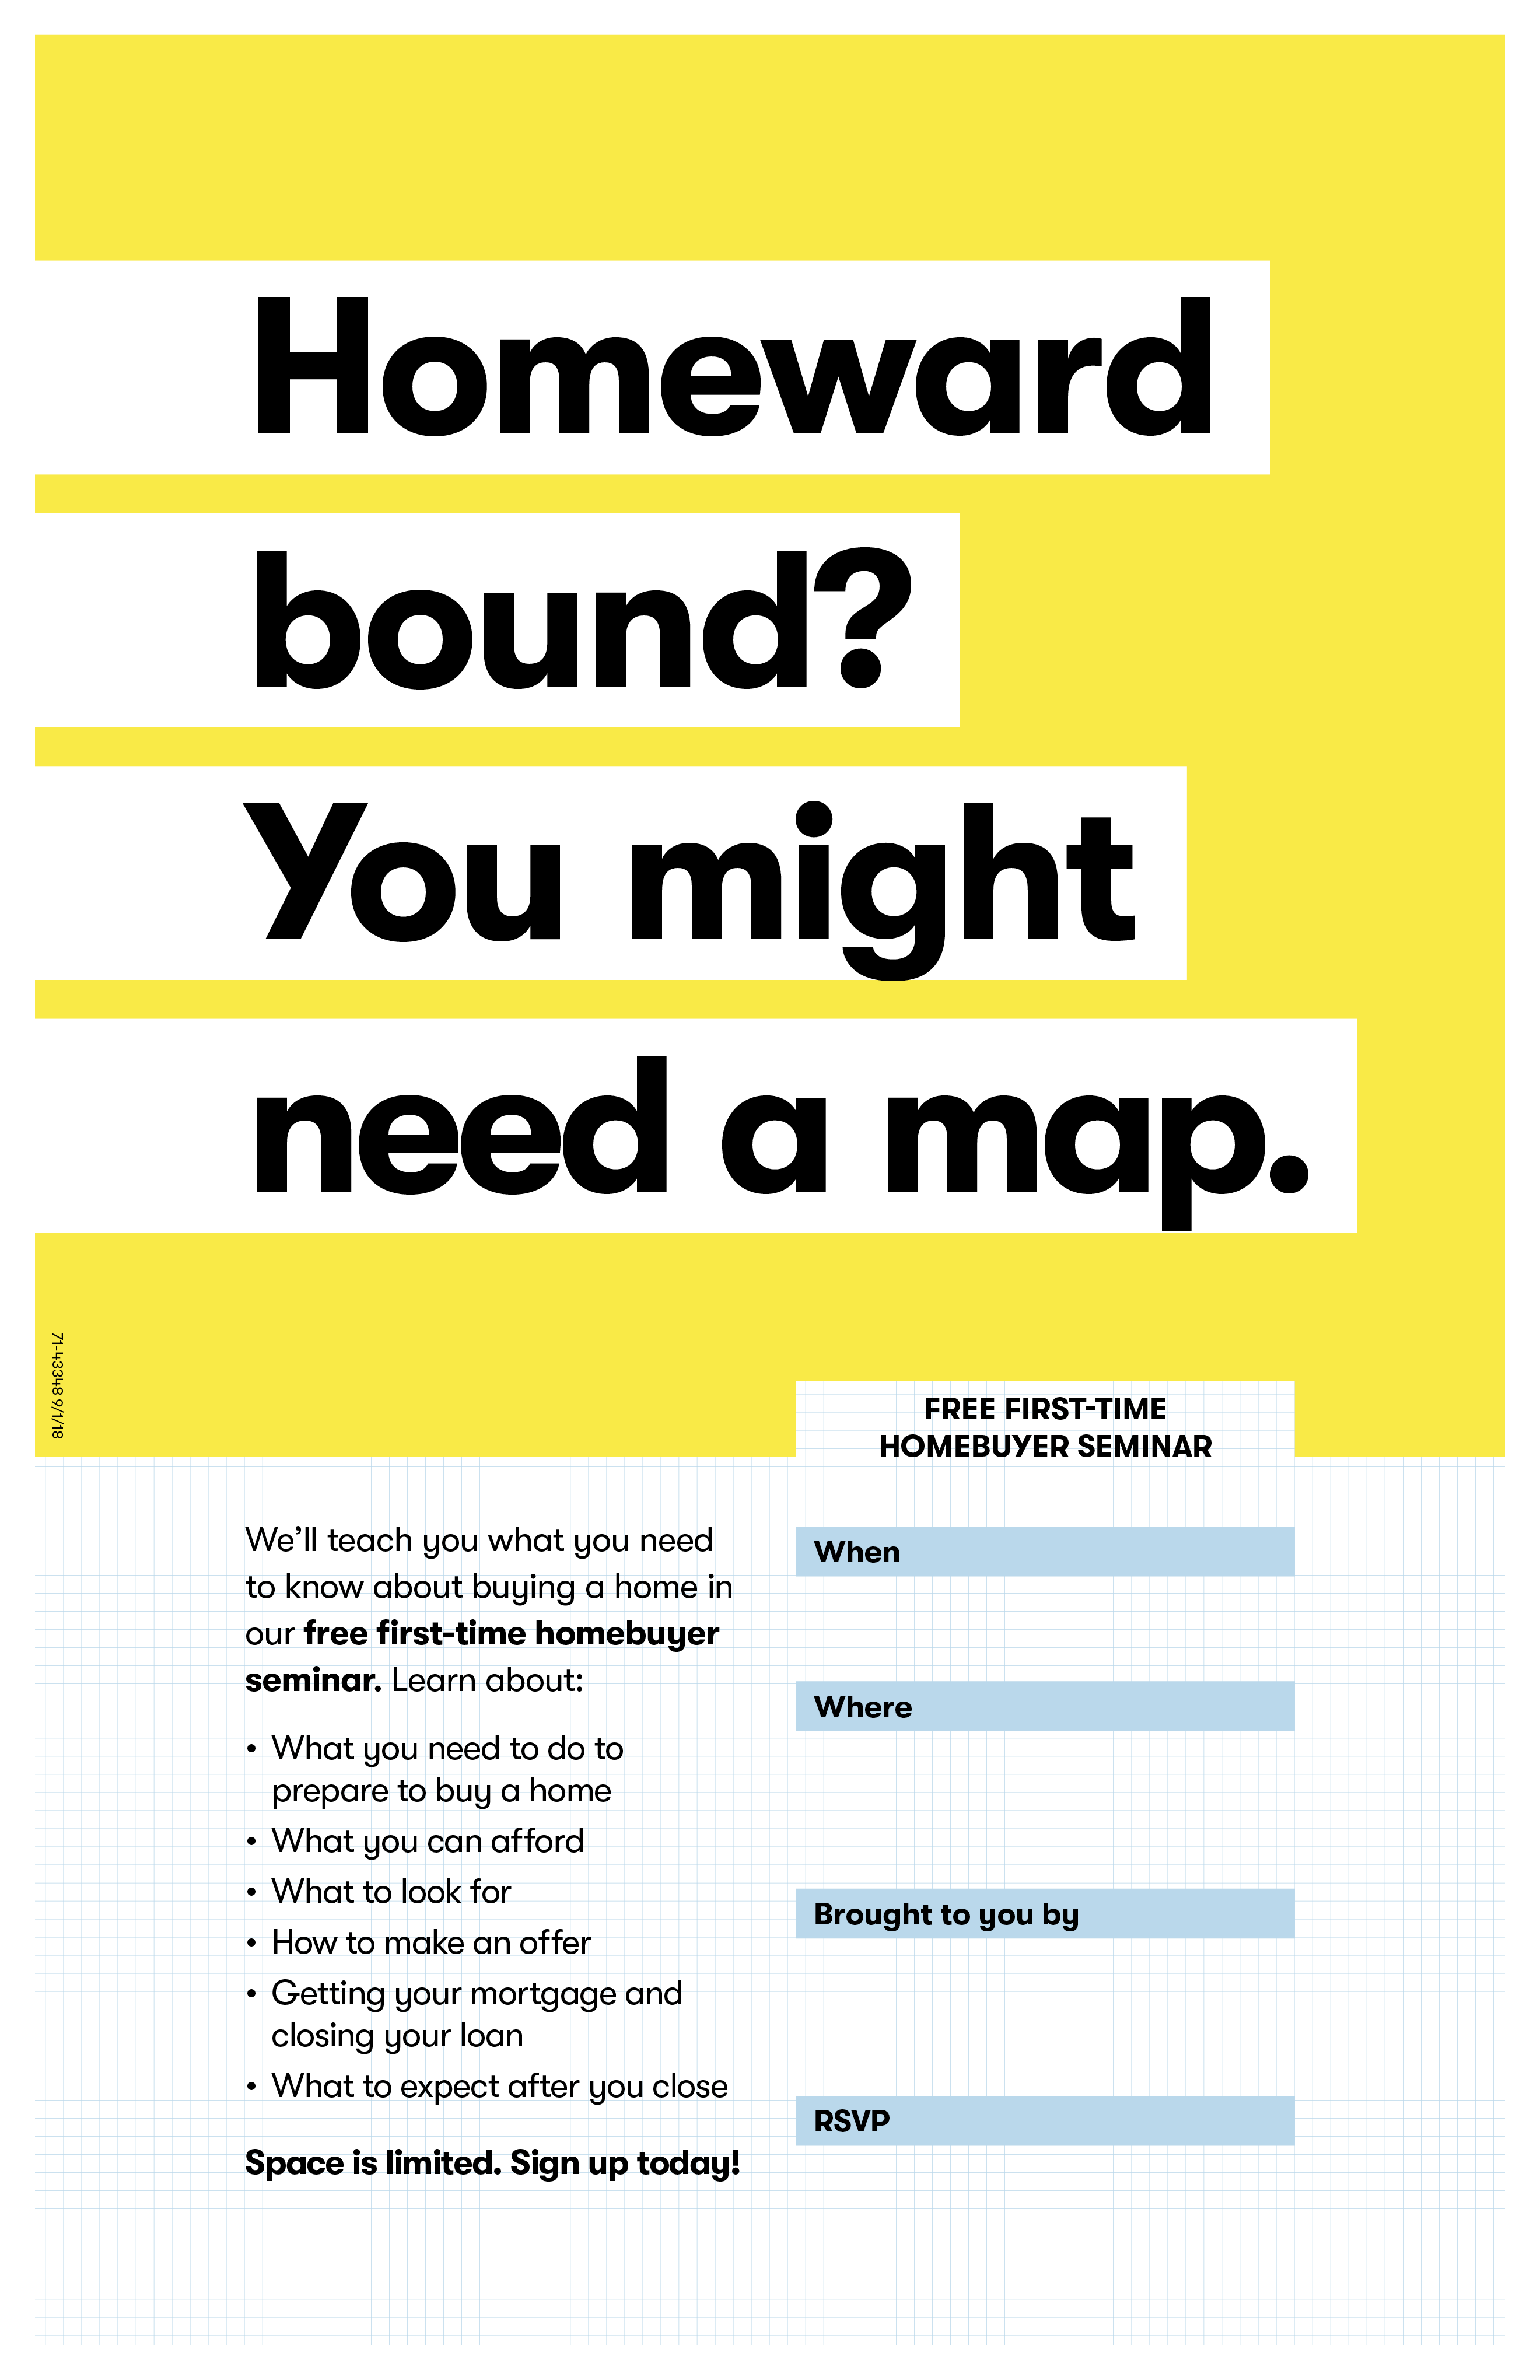 Homeward
bound?
You might
need a map.
71-43348 9/1/18
FREE FIRST-TIME
HOMEBUYER SEMINAR
We’ll teach you what you need
to know about buying a home in
our free first-time homebuyer
seminar. Learn about:
• What you need to do to
prepare to buy a home
• What you can afford
• What to look for
• How to make an offer
• Getting your mortgage and
closing your loan
• What to expect after you close
Space is limited. Sign up today!
When
Where
Brought to you by
RSVP